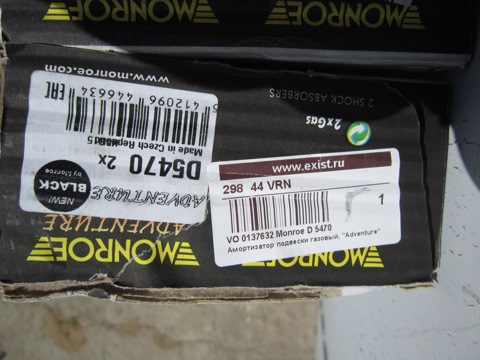 MONROE
MONROE
www.monroe.com
2 SHOCK ABSORBERS
2xGas
5 412096 446634
EAC
Made in Czech Republic
D5470 2x
NEW!
BLACK
by Monroe
ADVENTURE
ADVENTURE
MONROE
MONROE
www.exist.ru
298 44 VRN
1
VO 0137632 Monroe D 5470
Амортизатор подвески газовый, "Adventure"